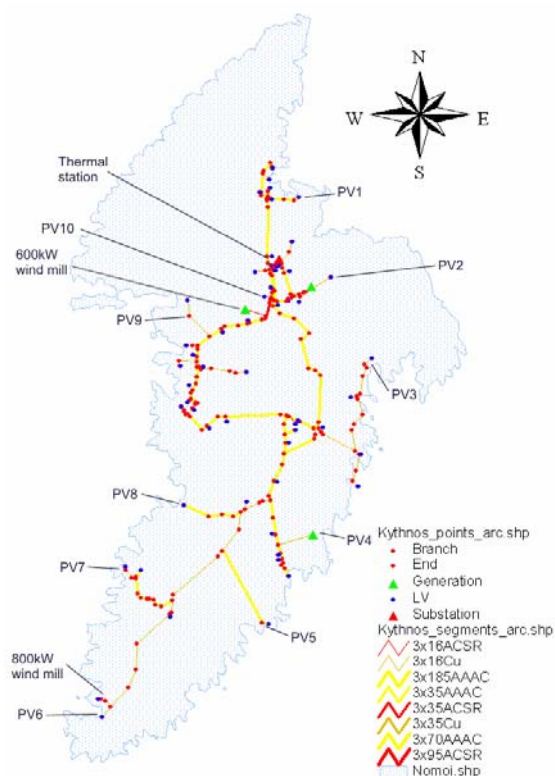 N
W
E
S
Thermal
station
PV1
PV10
600kW
wind mill
PV2
PV9
PV3
PV8
Kythnos_points_arc.shp
Branch
End
Generation
LV
Substation
PV4
PV7
Kythnos_segments_arc.shp
3x16ACSR
3x16Cu
3x185AAAC
3x35AAAC
3x35ACSR
3x35Cu
3x70AAAC
3x95ACSR
Nomoi.shp
PV5
800kW
wind mill
PV6